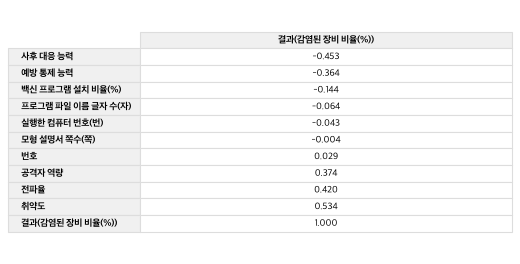 결과(감염된 장비 비율(%))
사후 대응 능력 -0.453
예방 통제 능력 -0.364
백신 프로그램 설치 비율(%) -0.144
프로그램 파일 이름 글자 수(자) -0.064
실행한 컴퓨터 번호(번) -0.043
모형 설명서 쪽수(쪽) -0.004
번호 0.029
공격자 역량 0.374
전파율 0.420
취약도 0.534
결과(감염된 장비 비율(%)) 1.000